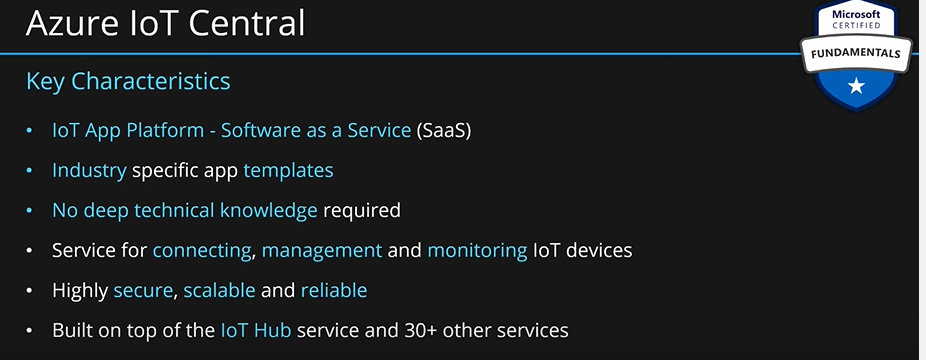 Azure IoT Central
Microsoft
CERTIFIED
FUNDAMENTALS
Key Characteristics
• IoT App Platform - Software as a Service (SaaS)
• Industry specific app templates
• No deep technical knowledge required
• Service for connecting, management and monitoring IoT devices
• Highly secure, scalable and reliable
• Built on top of the IoT Hub service and 30+ other services